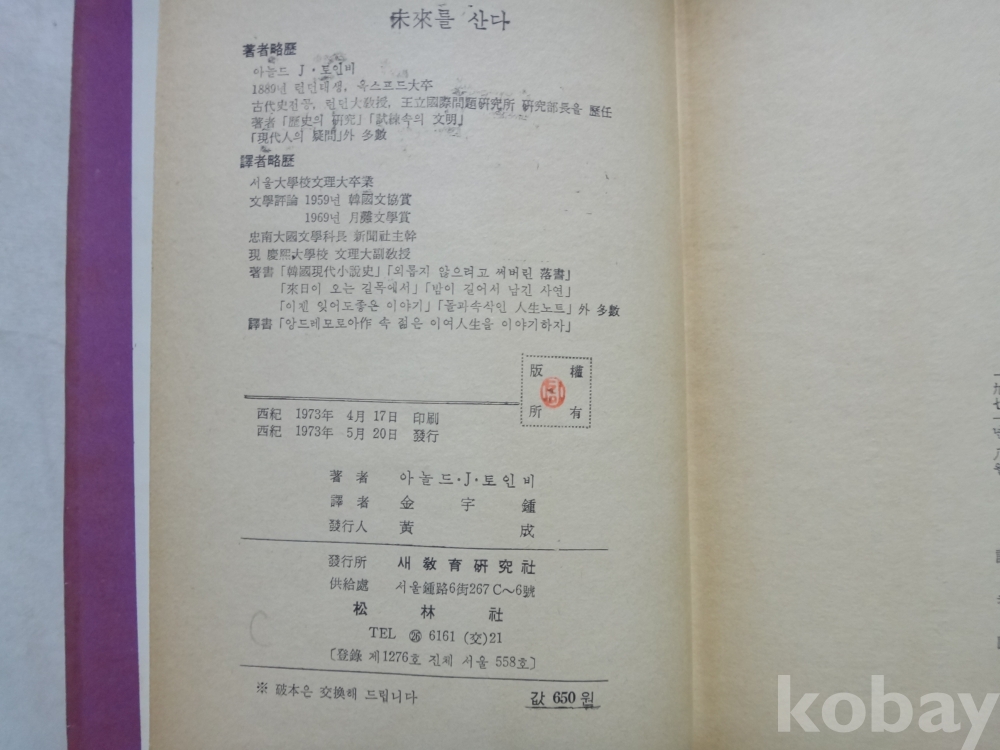 未來를 산다
著者略歷
아놀드 J・토인비
1889년 런던태생, 옥스프드大卒
古代史전공, 런던大敎授, 王立國際問題硏究所 硏究部長을 歷任
著者「歷史의 硏究」「試練속의 文明」
「現代人의 疑問」外 多數
譯者略歷
서울大學校文理大卒業
文學評論 1959년 韓國文協賞
1969년 月灘文學賞
忠南大國文學科長 新聞社主幹
現 慶熙大學校 文理大副敎授
著書「韓國現代小說史」「외롭지 않으려고 써버린 落書」
「來日이 오는 길목에서」「밤이 길어서 남긴 사연」
「이젠 잊어도좋은 이야기」「돌과속식인 人生노트」外 多數
譯書「앙드레모로아作 속 젊은 이여人生을 이야기하자」
版權
所有
西紀 1973年 4月 17日 印刷
西紀 1973年 5月 20日 發行
著者 아놀드・J・토인비
譯者 金宇鍾
發行人 黃成
發行所 새敎育硏究社
供給處 서울鍾路6街267 C~6號
松林社
TEL ㉖ 6161 (交)21
〔登錄 제1276호 진체 서울 558호〕
※ 破本은 交換해 드립니다
값 650원
C
kobay